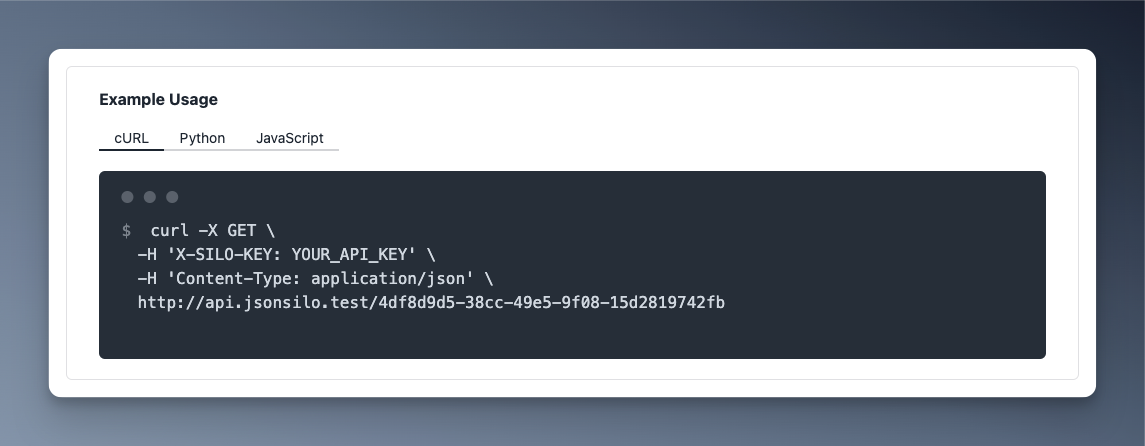 Example Usage
cURL Python JavaScript
$ curl -X GET \
-H 'X-SILO-KEY: YOUR_API_KEY' \
-H 'Content-Type: application/json' \
http://api.jsonsilo.test/4df8d9d5-38cc-49e5-9f08-15d2819742fb